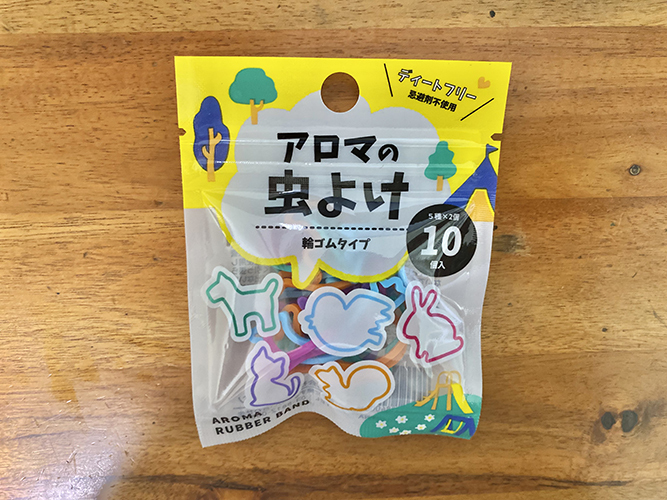 ディートフリー
忌避剤不使用
アロマの
虫よけ
輪ゴムタイプ
5種×2個
10
個入
AROMA
RUBBER BAND